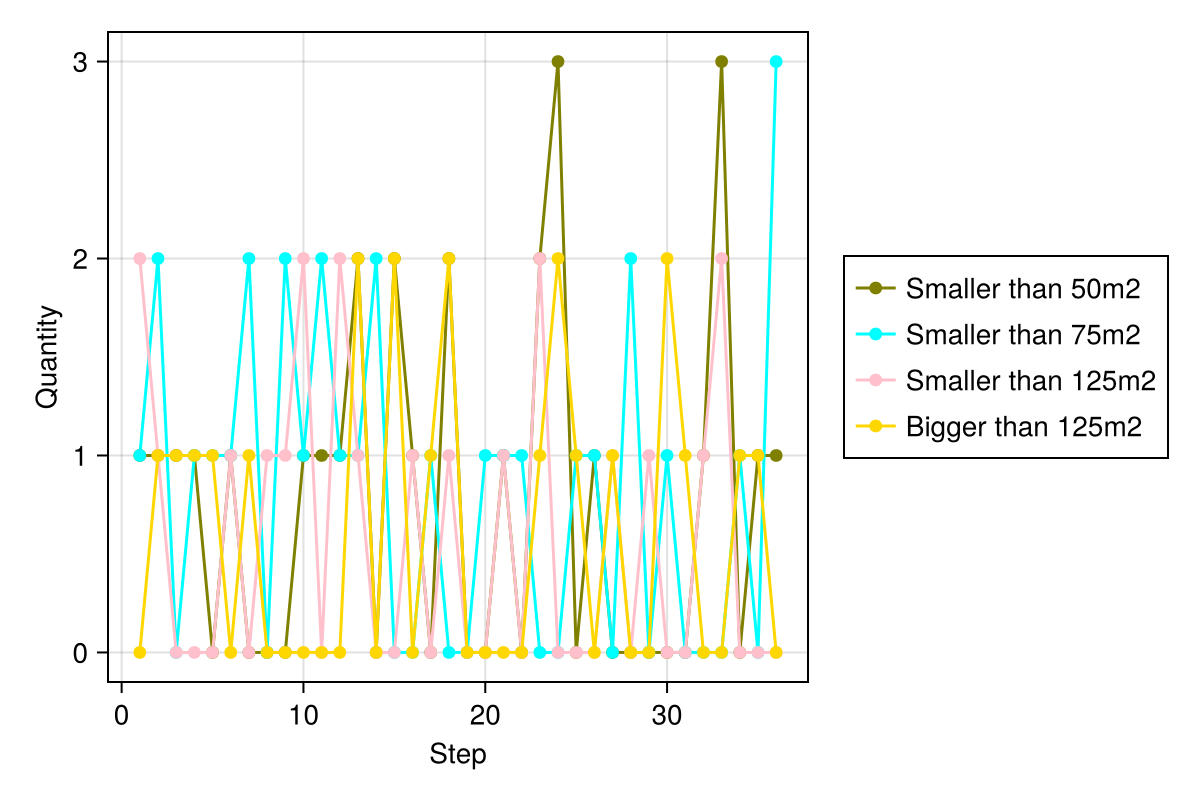 3
2
1
0
Quantity
0 10 20 30
Step
Smaller than 50m2
Smaller than 75m2
Smaller than 125m2
Bigger than 125m2